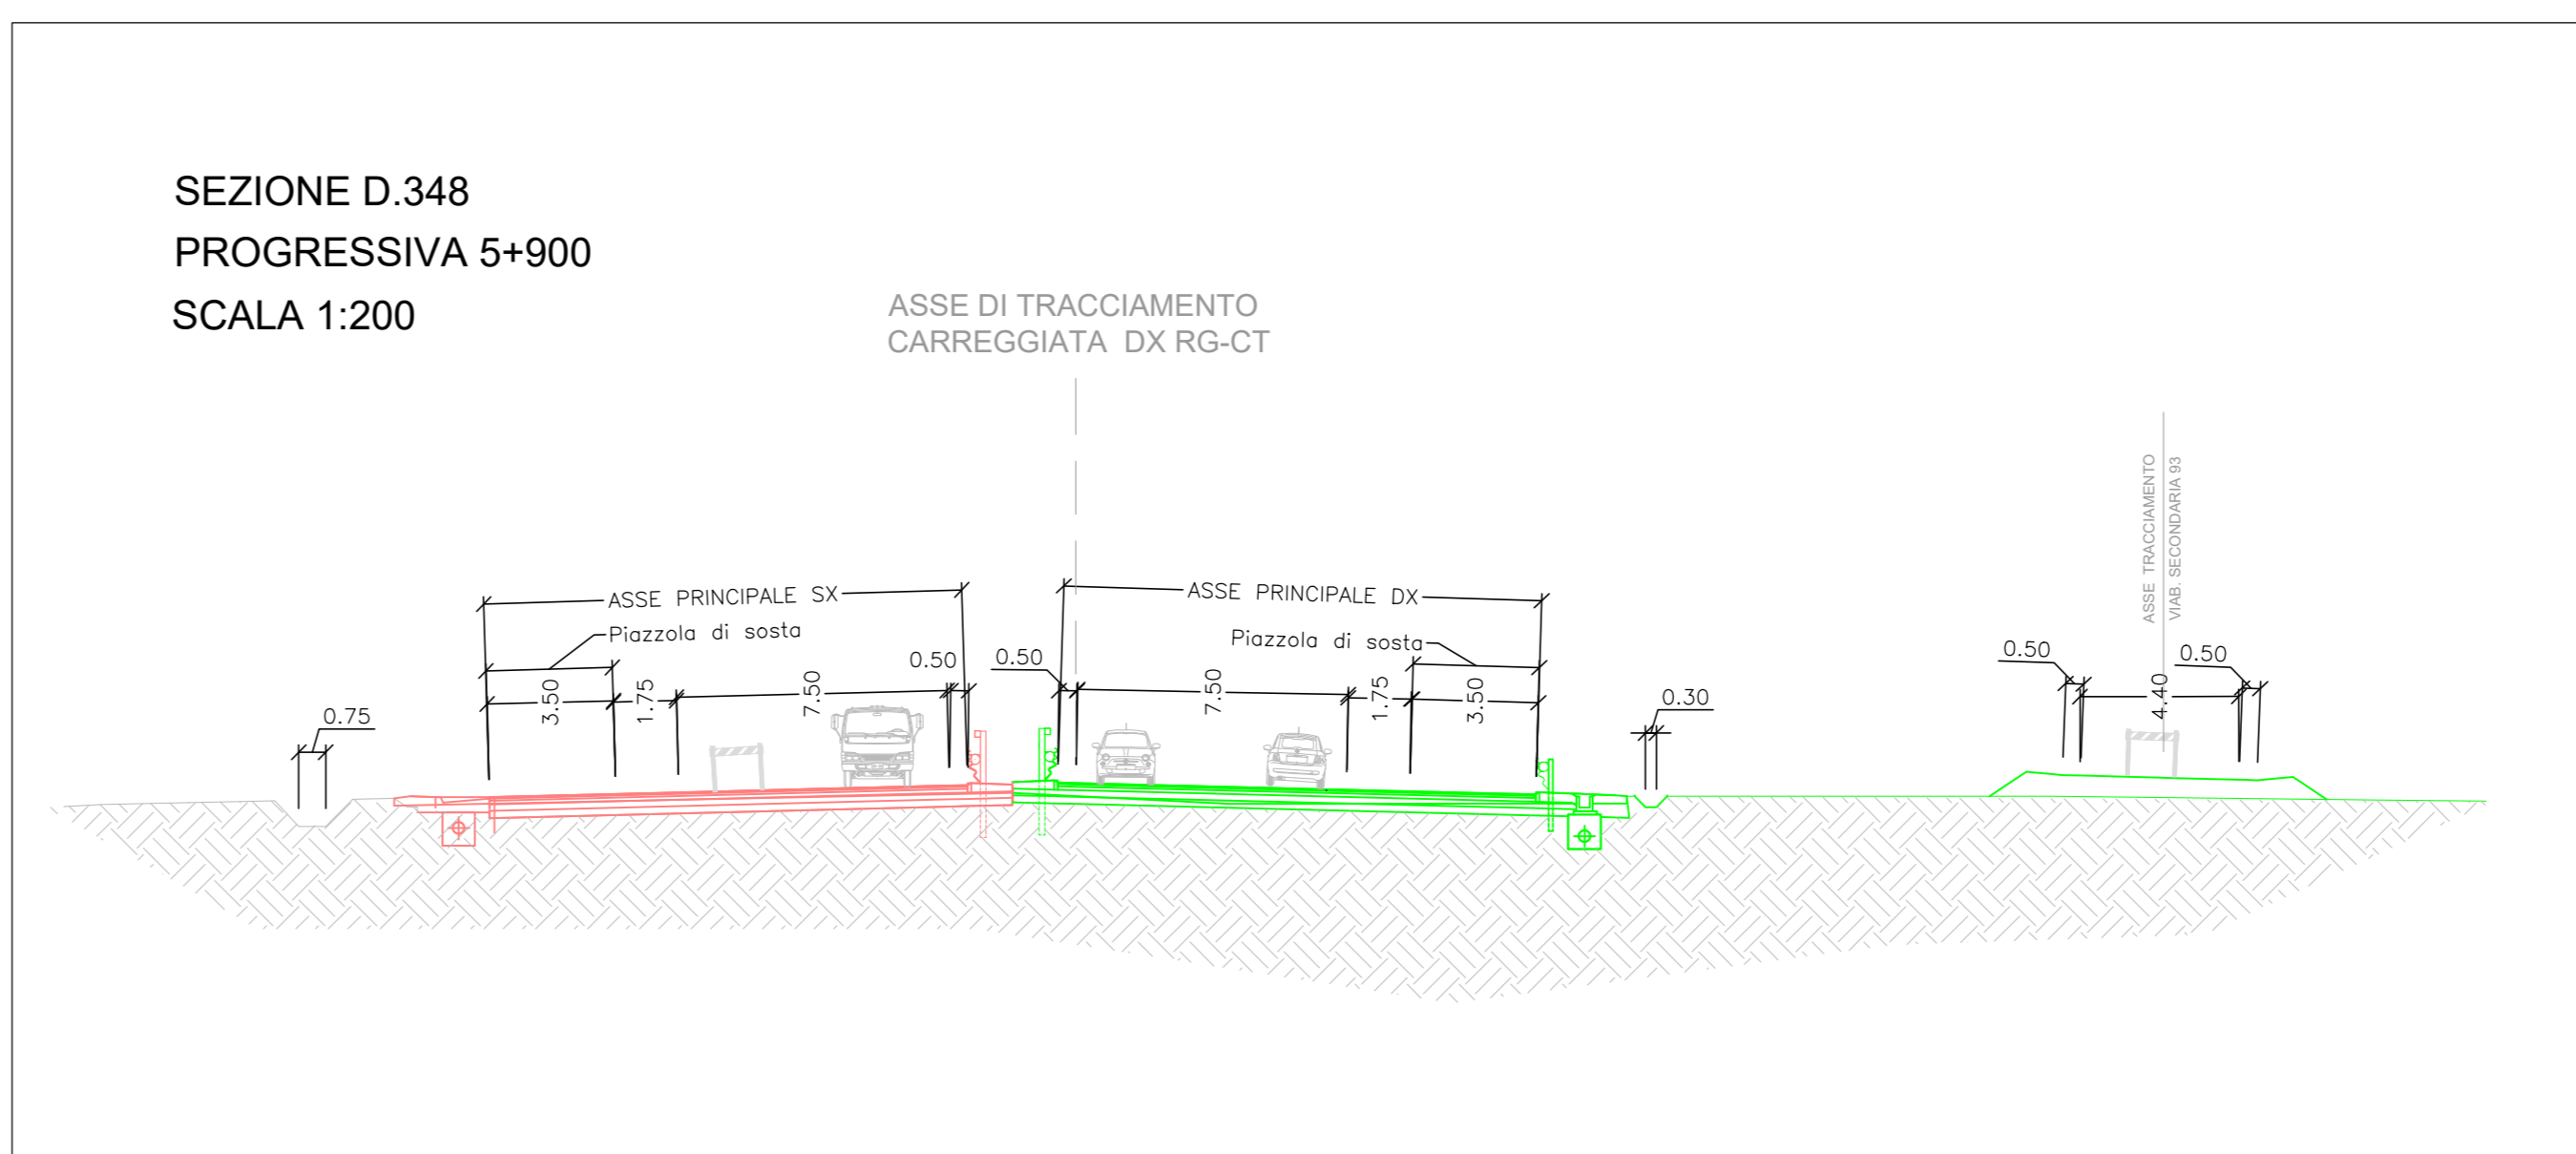 SEZIONE D.348
PROGRESSIVA 5+900
SCALA 1:200
ASSE DI TRACCIAMENTO
CARREGGIATA DX RG-CT
ASSE TRACCIAMENTO
VIAB. SECONDARIA 93
ASSE PRINCIPALE SX
ASSE PRINCIPALE DX
Piazzola di sosta
Piazzola di sosta
0.50
0.50
0.50
0.50
3.50
1.75
7.50
7.50
1.75
3.50
4.40
0.75
0.30